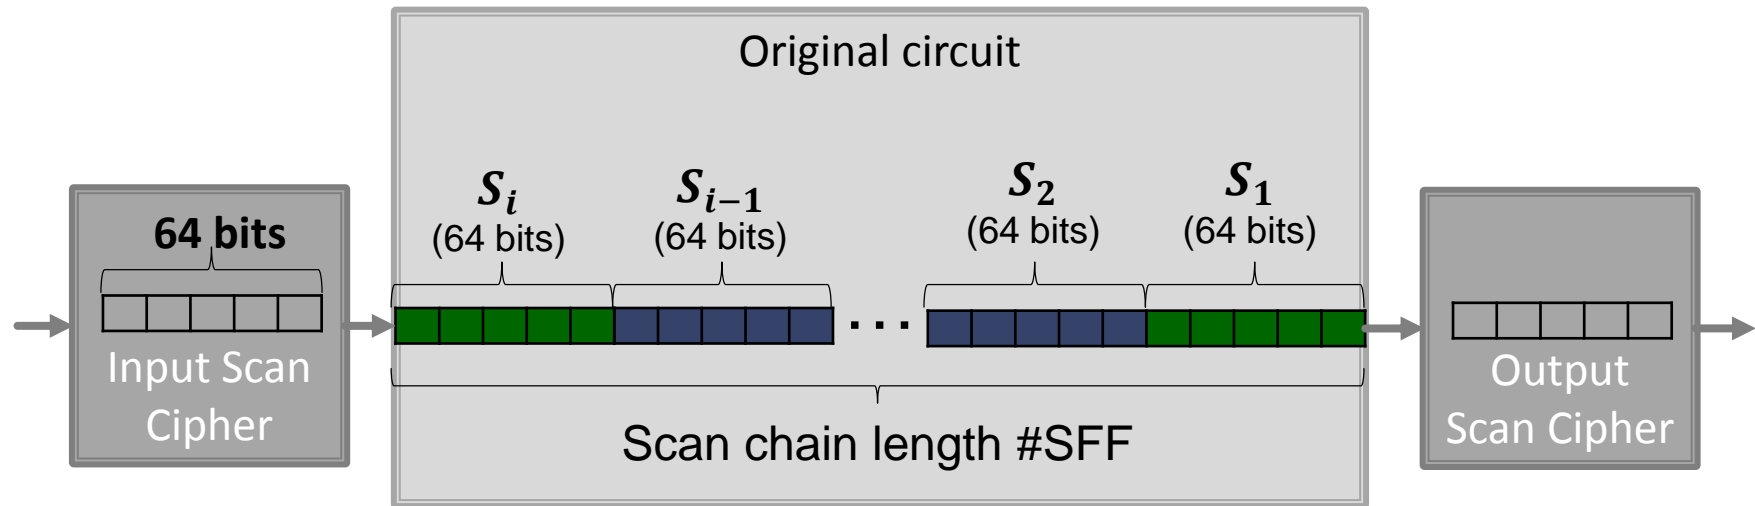 Original circuit
64 bits
Input Scan
Cipher
S_i
(64 bits)
S_{i-1}
(64 bits)
...
S_2
(64 bits)
S_1
(64 bits)
Scan chain length #SFF
Output
Scan Cipher